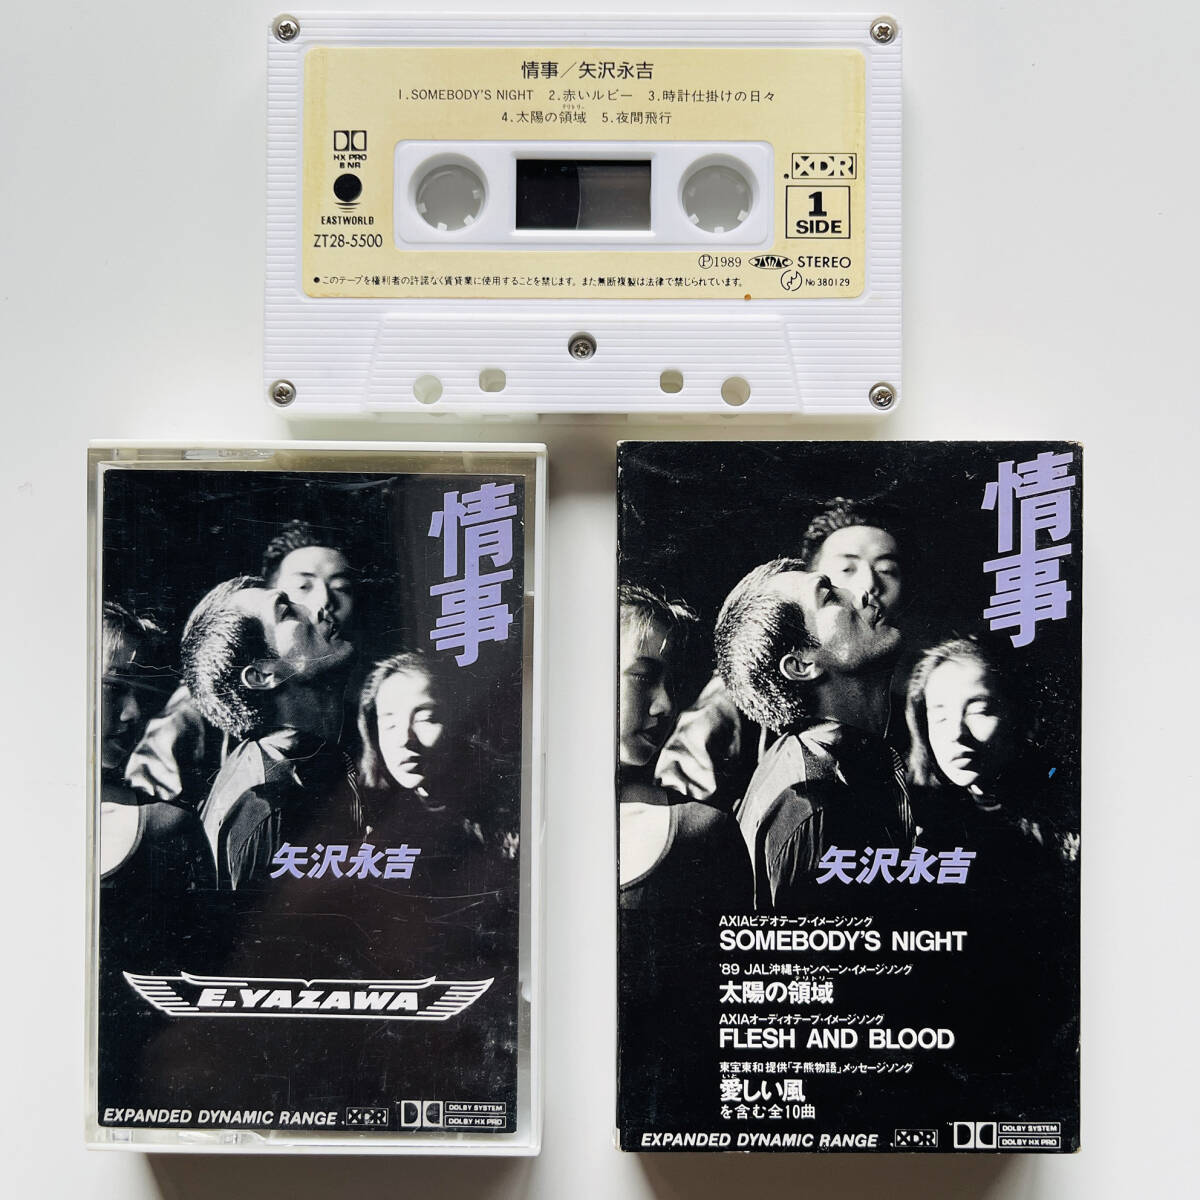 情事／矢沢永吉
1.SOMEBODY'S NIGHT 2.赤いルビー 3.時計仕掛けの日々
テリトリー
4.太陽の領域 5.夜間飛行
HX PRO
B NR
EASTWORLD
ZT28-5500
XDR
1
SIDE
Ⓟ1989 JASRAC STEREO
●このテープを権利者の許諾なく賃貸業に使用することを禁じます。また無断複製は法律で禁じられています。
No 380129
情事
矢沢永吉
E.YAZAWA
EXPANDED DYNAMIC RANGE XDR
DOLBY SYSTEM
DOLBY HX PRO
情事
矢沢永吉
AXIAビデオテープ・イメージソング
SOMEBODY'S NIGHT
'89 JAL沖縄キャンペーン・イメージソング
テリトリー
太陽の領域
AXIAオーディオテープ・イメージソング
FLESH AND BLOOD
東宝東和提供「子熊物語」メッセージソング
いと
愛しい風
を含む全10曲
EXPANDED DYNAMIC RANGE XDR
DOLBY SYSTEM
DOLBY HX PRO